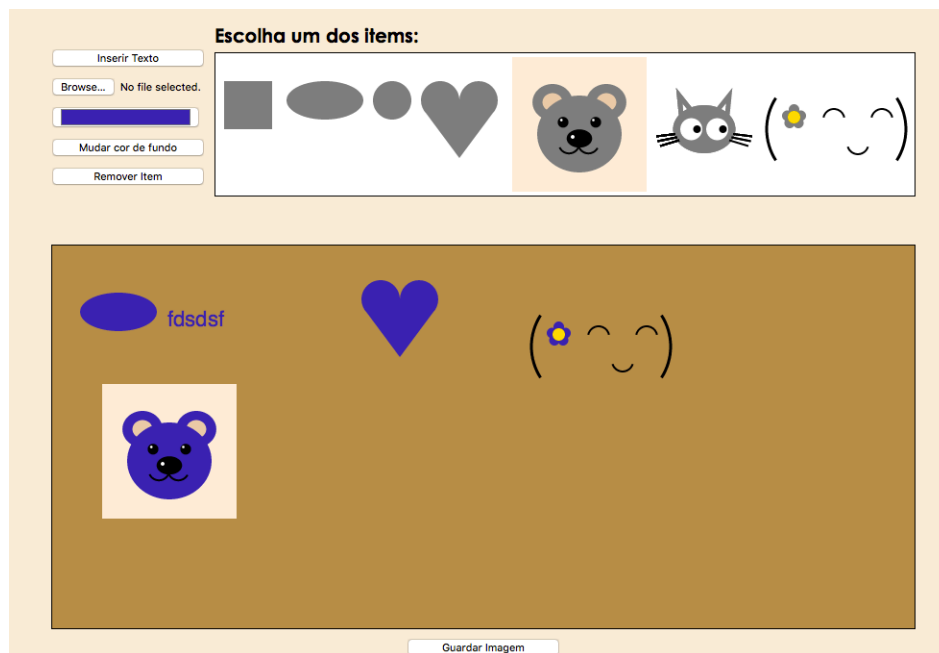 Escolha um dos items:
Inserir Texto
Browse... No file selected.
Mudar cor de fundo
Remover Item
fdsdsf
Guardar Imagem